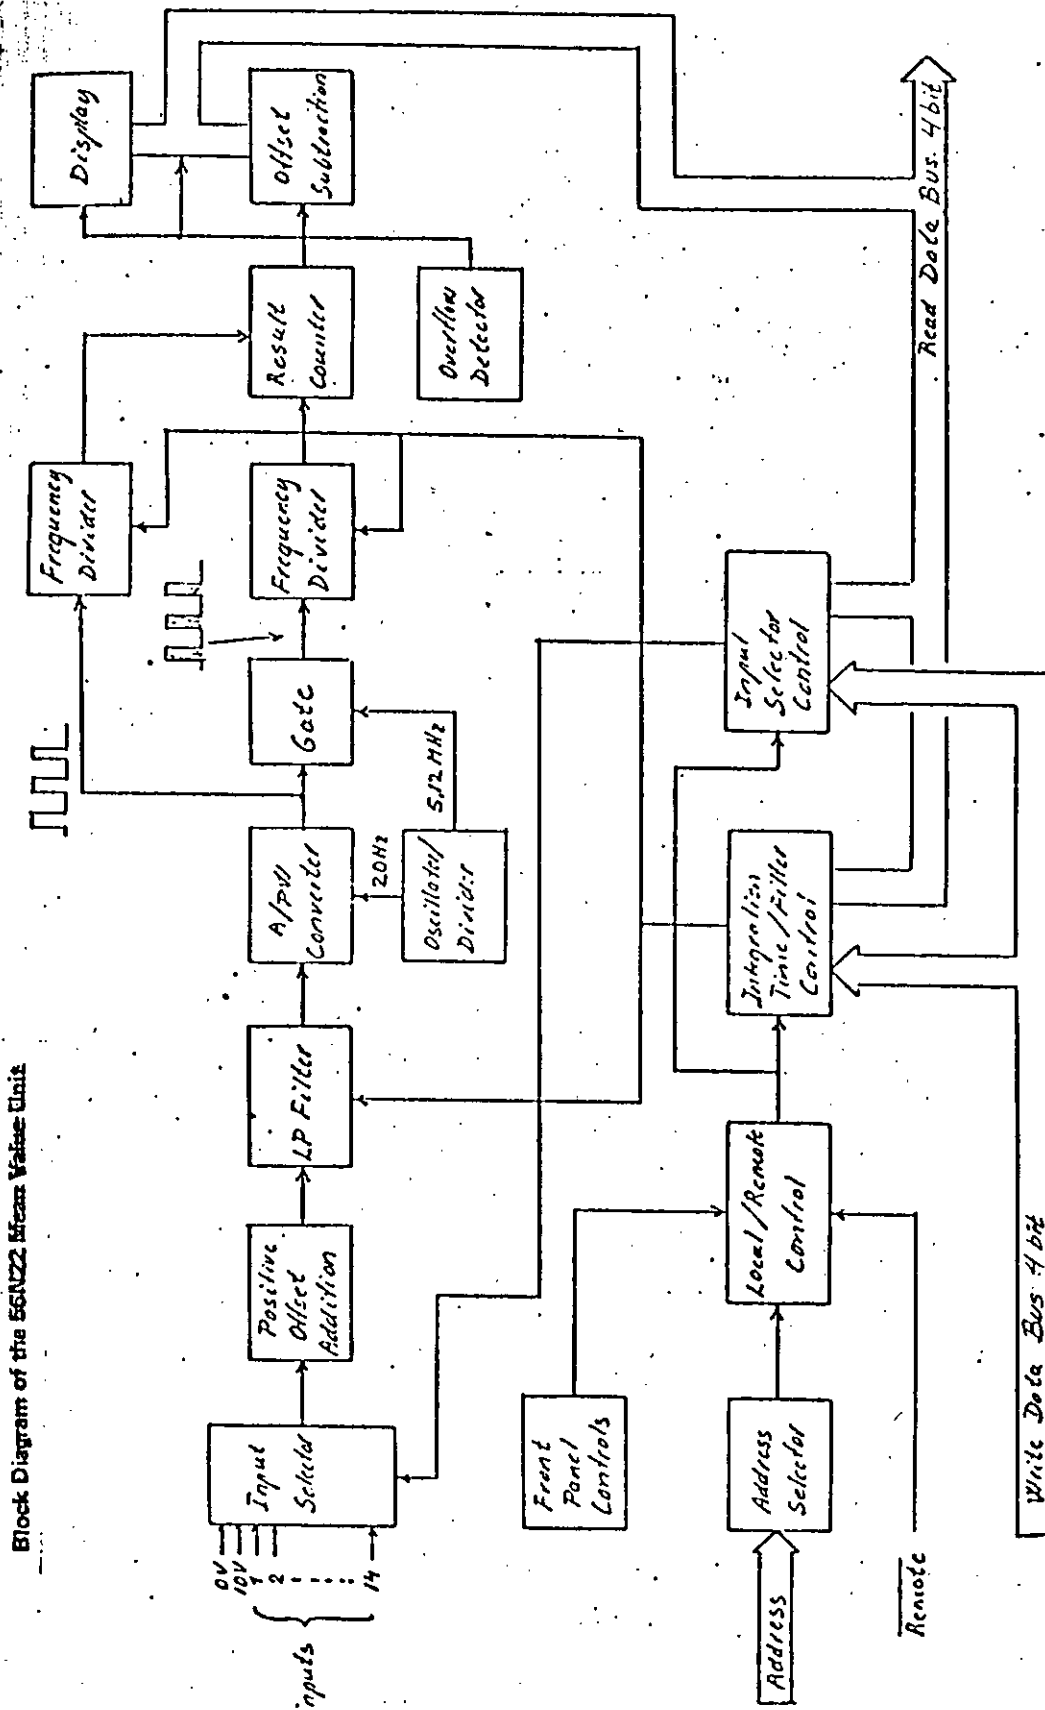 Block Diagram of the 56N22 Mean Value Unit
Display
Offset
Subtraction
Frequency
Divider
Result
Counter
Overflow
Detector
Frequency
Divider
Gate
5.12 MHz
A/PW
Converter
20Hz
Oscillator/
Divider
LP Filter
Positive
Offset
Addition
Input
Selector
0V
10V
1
2
14
inputs
Front
Panel
Controls
Address
Address
Selector
Local/Remote
Control
Remote
Integration
Time/Filter
Control
Input
Selector
Control
Read Data Bus. 4 bit
Write Data Bus 4 bit